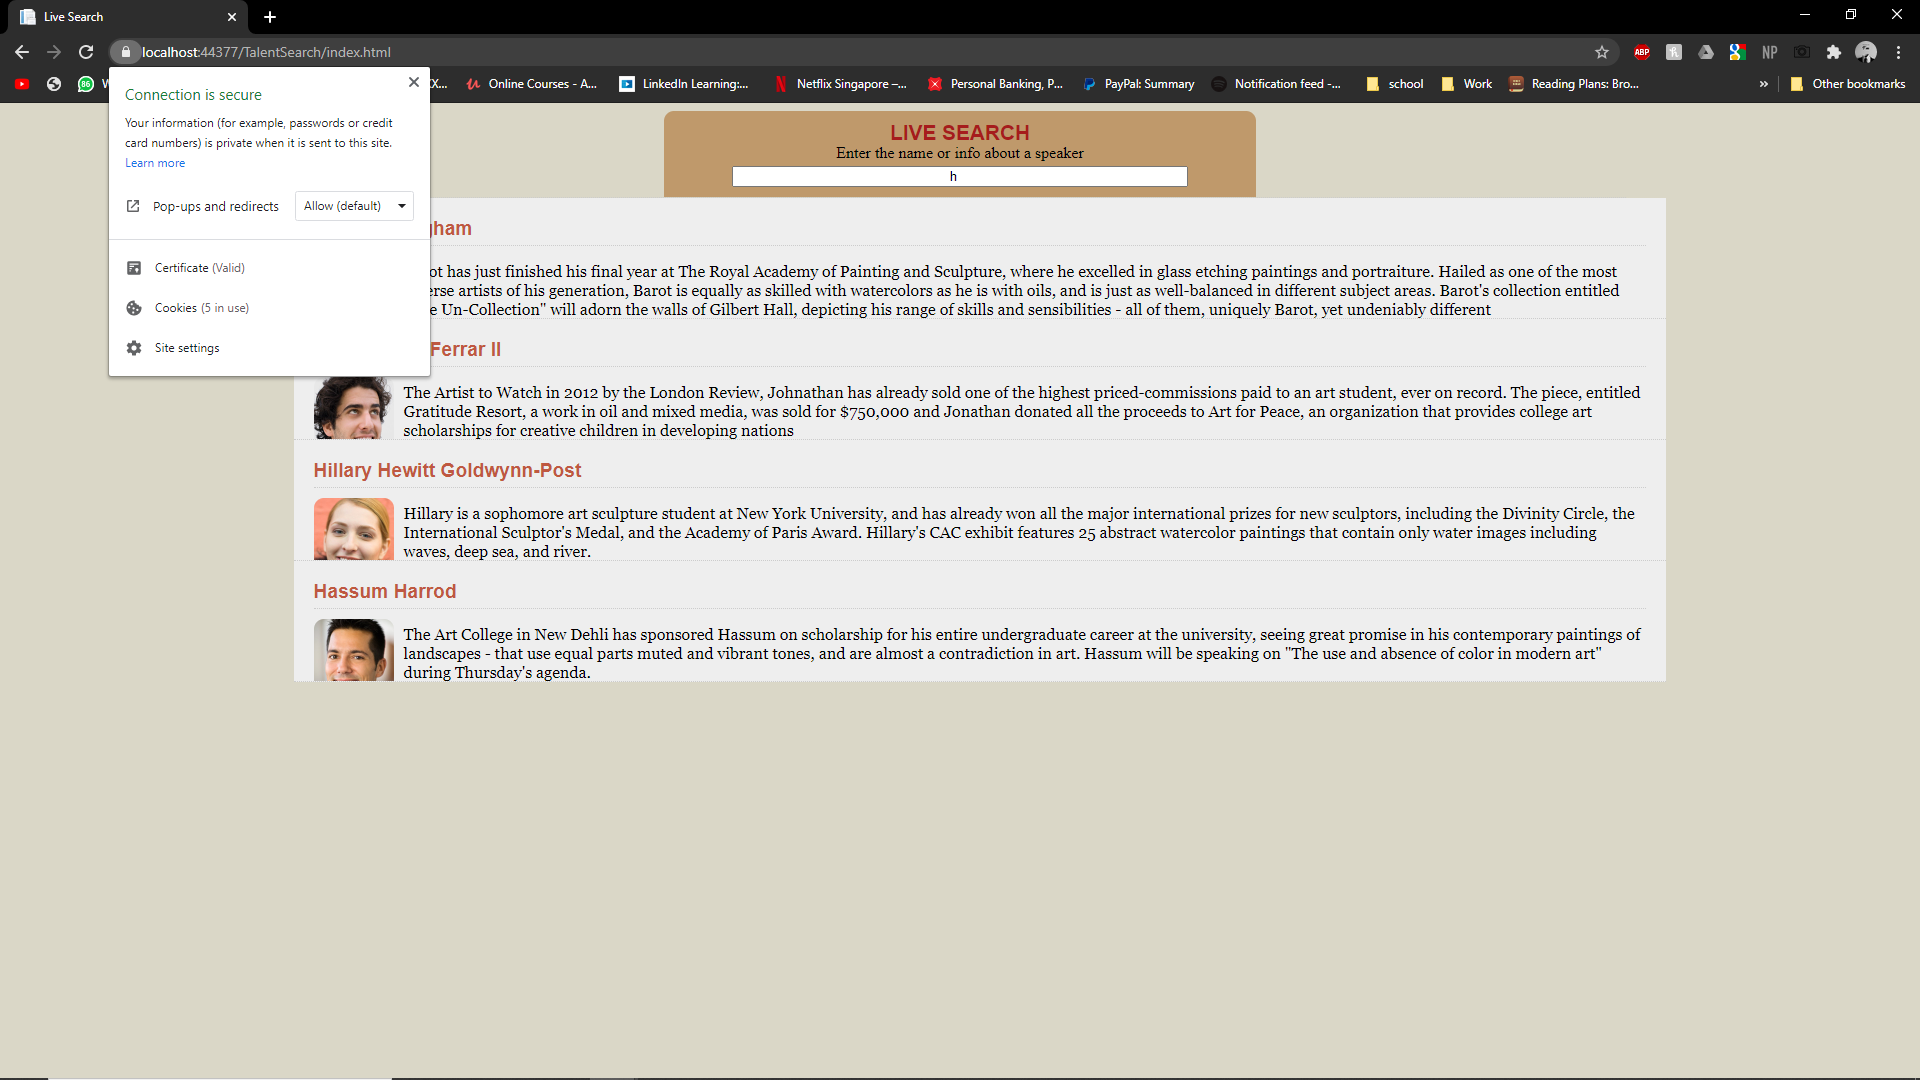 Live Search
localhost:44377/TalentSearch/index.html
ABP
NP
86
X...
Online Courses - A...
LinkedIn Learning:...
Netflix Singapore –...
Personal Banking, P...
PayPal: Summary
Notification feed -...
school
Work
Reading Plans: Bro...
»
Other bookmarks
Connection is secure
Your information (for example, passwords or credit
card numbers) is private when it is sent to this site.
Learn more
Pop-ups and redirects
Allow (default)
Certificate (Valid)
Cookies (5 in use)
Site settings
LIVE SEARCH
Enter the name or info about a speaker
h
gham
ot has just finished his final year at The Royal Academy of Painting and Sculpture, where he excelled in glass etching paintings and portraiture. Hailed as one of the most
erse artists of his generation, Barot is equally as skilled with watercolors as he is with oils, and is just as well-balanced in different subject areas. Barot's collection entitled
e Un-Collection" will adorn the walls of Gilbert Hall, depicting his range of skills and sensibilities - all of them, uniquely Barot, yet undeniably different
Ferrar II
The Artist to Watch in 2012 by the London Review, Johnathan has already sold one of the highest priced-commissions paid to an art student, ever on record. The piece, entitled
Gratitude Resort, a work in oil and mixed media, was sold for $750,000 and Jonathan donated all the proceeds to Art for Peace, an organization that provides college art
scholarships for creative children in developing nations
Hillary Hewitt Goldwynn-Post
Hillary is a sophomore art sculpture student at New York University, and has already won all the major international prizes for new sculptors, including the Divinity Circle, the
International Sculptor's Medal, and the Academy of Paris Award. Hillary's CAC exhibit features 25 abstract watercolor paintings that contain only water images including
waves, deep sea, and river.
Hassum Harrod
The Art College in New Dehli has sponsored Hassum on scholarship for his entire undergraduate career at the university, seeing great promise in his contemporary paintings of
landscapes - that use equal parts muted and vibrant tones, and are almost a contradiction in art. Hassum will be speaking on "The use and absence of color in modern art"
during Thursday's agenda.